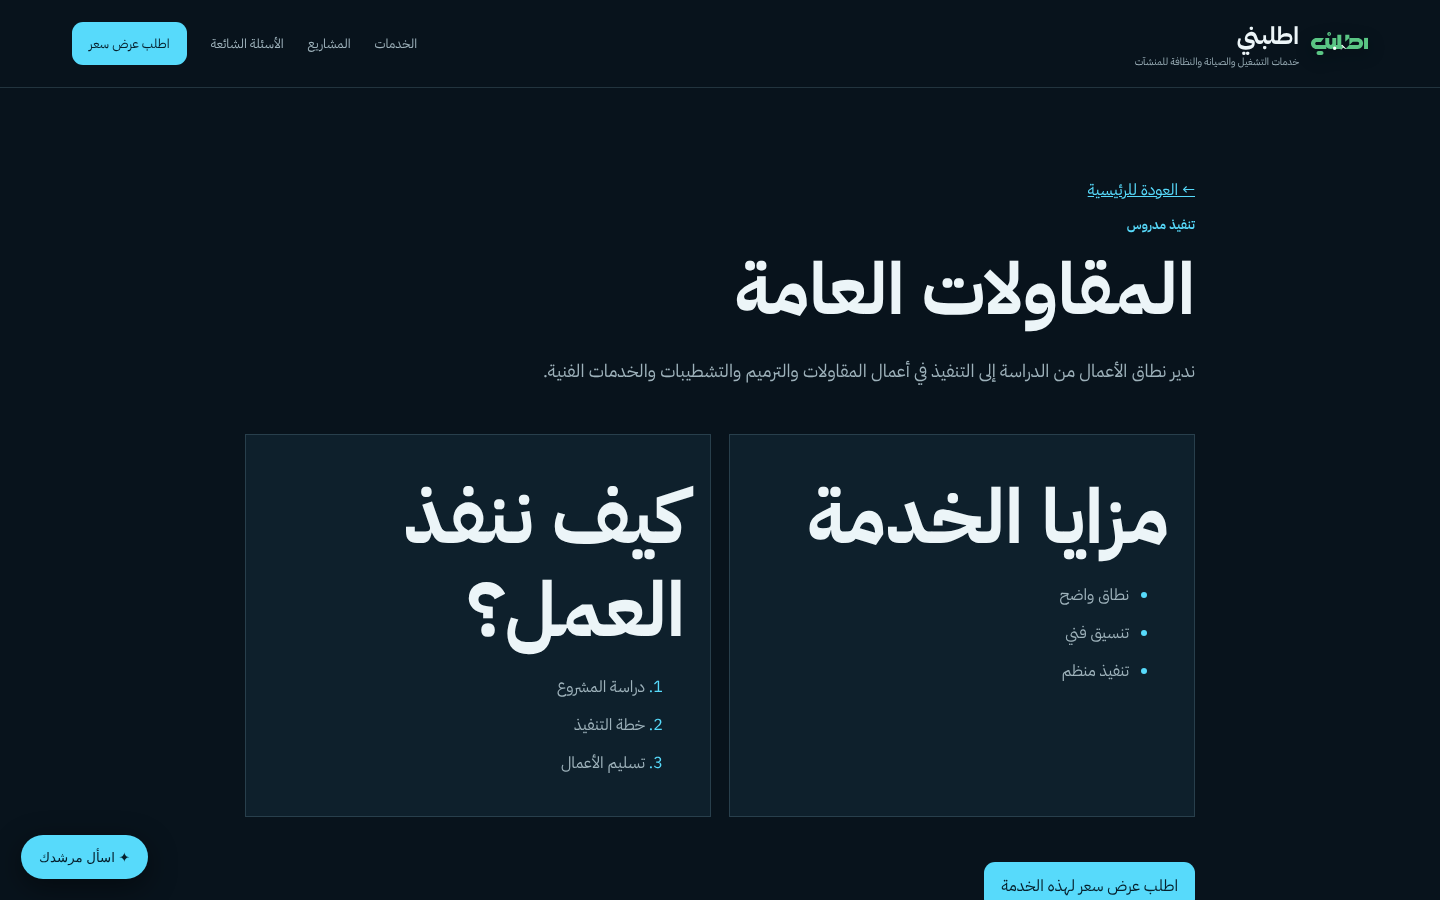 اطلبني
اطلبني
خدمات التشغيل والصيانة والنظافة للمنشآت
الخدمات
المشاريع
الأسئلة الشائعة
اطلب عرض سعر
← العودة للرئيسية
تنفيذ مدروس
المقاولات العامة
ندير نطاق الأعمال من الدراسة إلى التنفيذ في أعمال المقاولات والترميم والتشطيبات والخدمات الفنية.
مزايا الخدمة
• نطاق واضح
• تنسيق فني
• تنفيذ منظم
كيف ننفذ
العمل؟
1. دراسة المشروع
2. خطة التنفيذ
3. تسليم الأعمال
اطلب عرض سعر لهذه الخدمة
✦ اسأل مرشدك